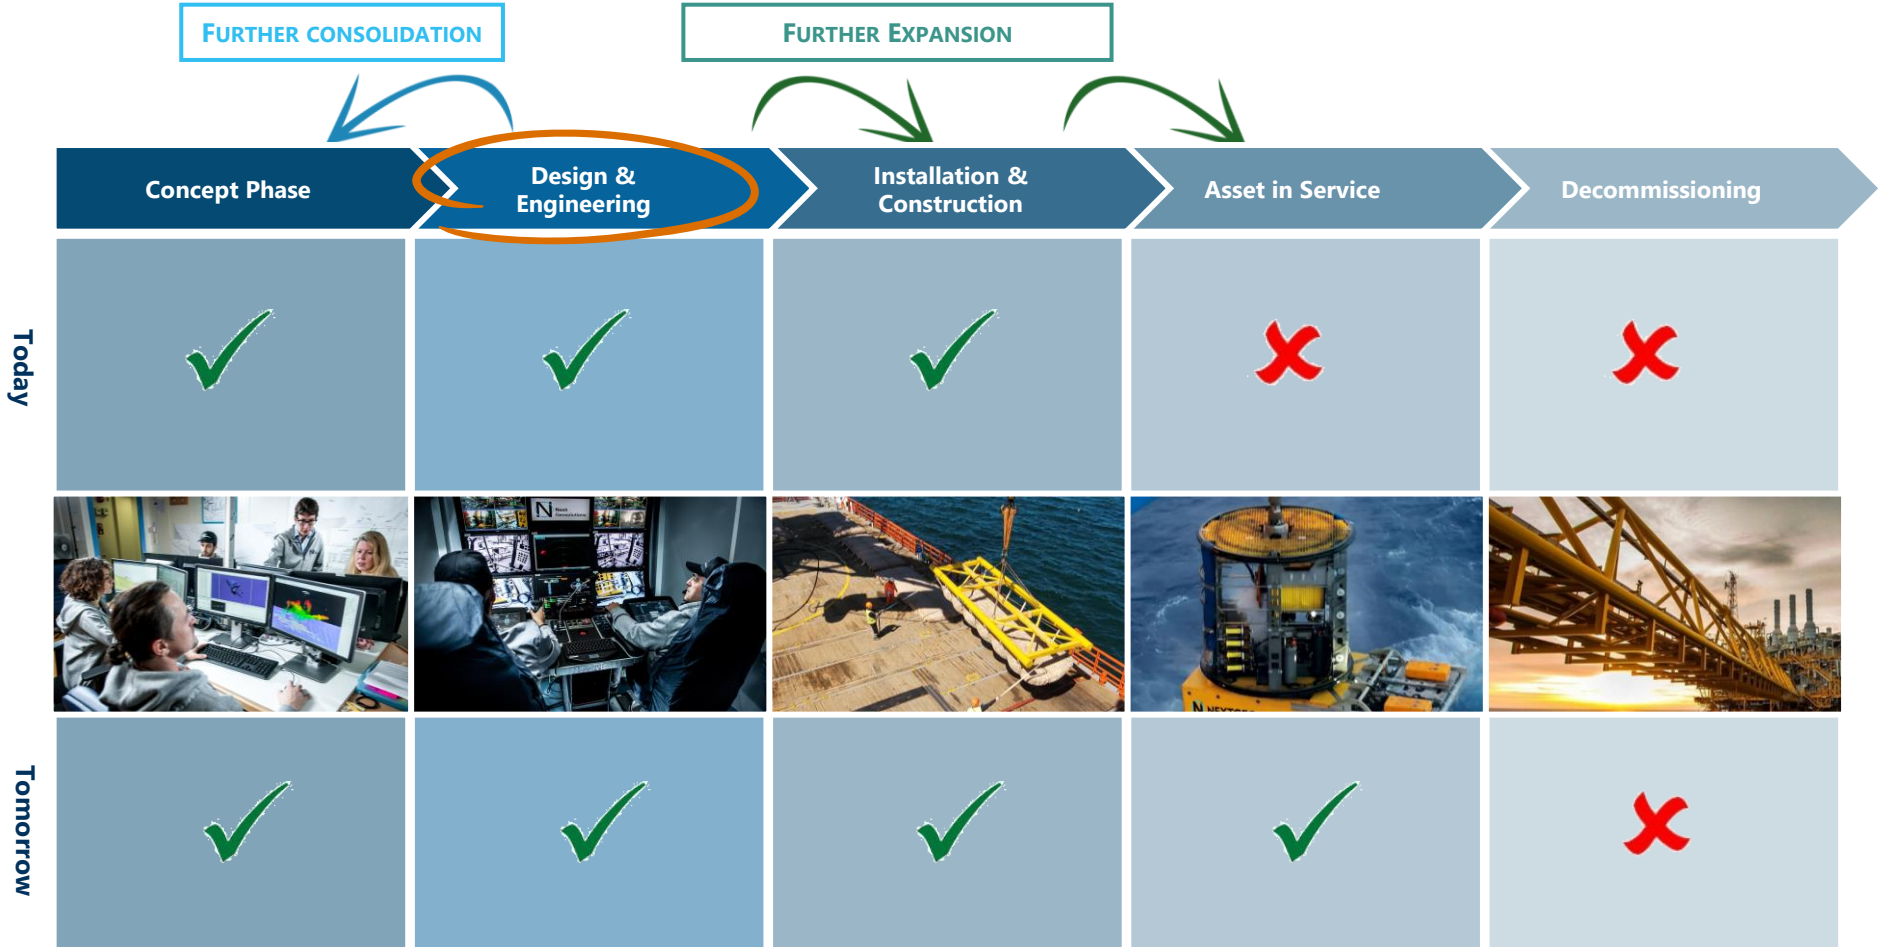 FURTHER CONSOLIDATION
FURTHER EXPANSION
Concept Phase
Design &
Engineering
Installation &
Construction
Asset in Service
Decommissioning
Today
N
Tomorrow